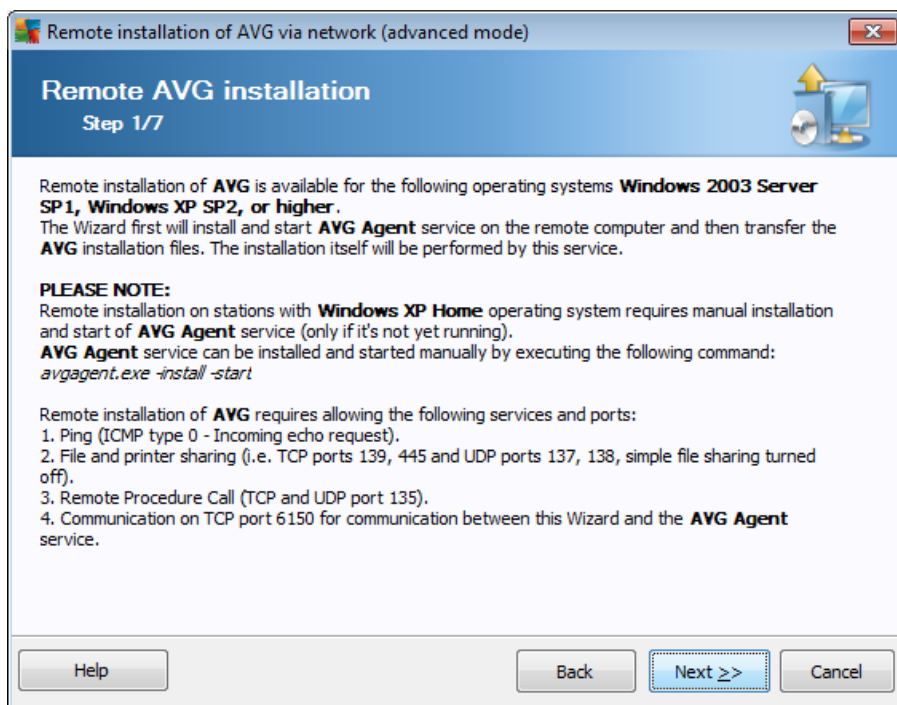 Remote installation of AVG via network (advanced mode)
Remote AVG installation
Step 1/7
Remote installation of AVG is available for the following operating systems Windows 2003 Server
SP1, Windows XP SP2, or higher.
The Wizard first will install and start AVG Agent service on the remote computer and then transfer the
AVG installation files. The installation itself will be performed by this service.
PLEASE NOTE:
Remote installation on stations with Windows XP Home operating system requires manual installation
and start of AVG Agent service (only if it's not yet running).
AVG Agent service can be installed and started manually by executing the following command:
avgagent.exe -install -start
Remote installation of AVG requires allowing the following services and ports:
1. Ping (ICMP type 0 - Incoming echo request).
2. File and printer sharing (i.e. TCP ports 139, 445 and UDP ports 137, 138, simple file sharing turned
off).
3. Remote Procedure Call (TCP and UDP port 135).
4. Communication on TCP port 6150 for communication between this Wizard and the AVG Agent
service.
Help
Back
Next >>
Cancel